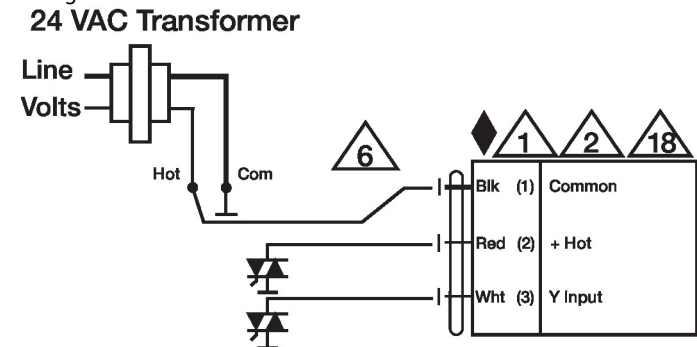 24 VAC Transformer
Line
Volts
Hot
Com
6
1
2
18
Blk (1) Common
Red (2) + Hot
Wht (3) Y Input